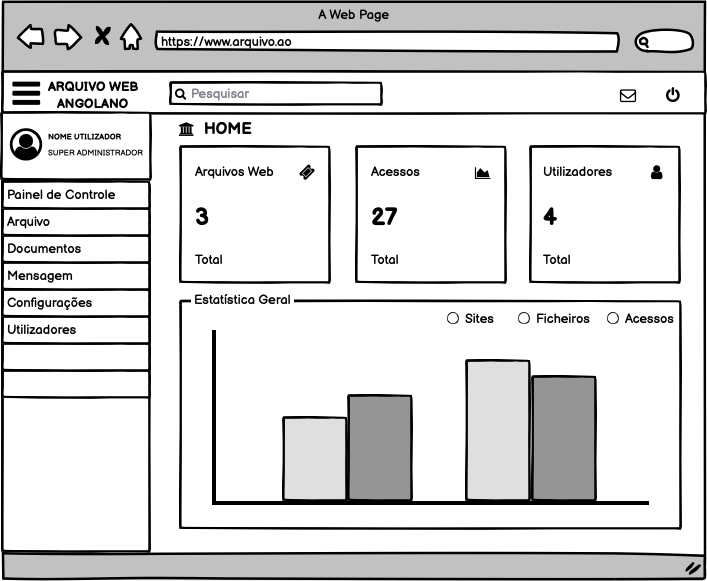 A Web Page
https://www.arquivo.ao
ARQUIVO WEB
ANGOLANO
Pesquisar
NOME UTILIZADOR
SUPER ADMINISTRADOR
Painel de Controle
Arquivo
Documentos
Mensagem
Configurações
Utilizadores
HOME
Arquivos Web
3
Total
Acessos
27
Total
Utilizadores
4
Total
Estatística Geral
Sites Ficheiros Acessos